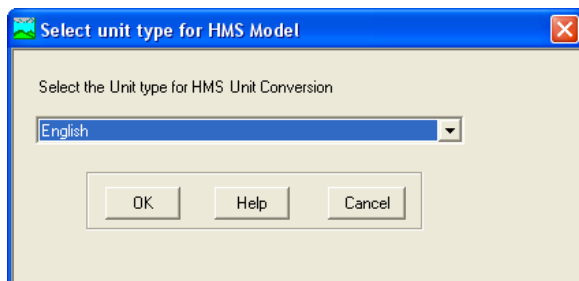 Select unit type for HMS Model
Select the Unit type for HMS Unit Conversion
English
OK Help Cancel